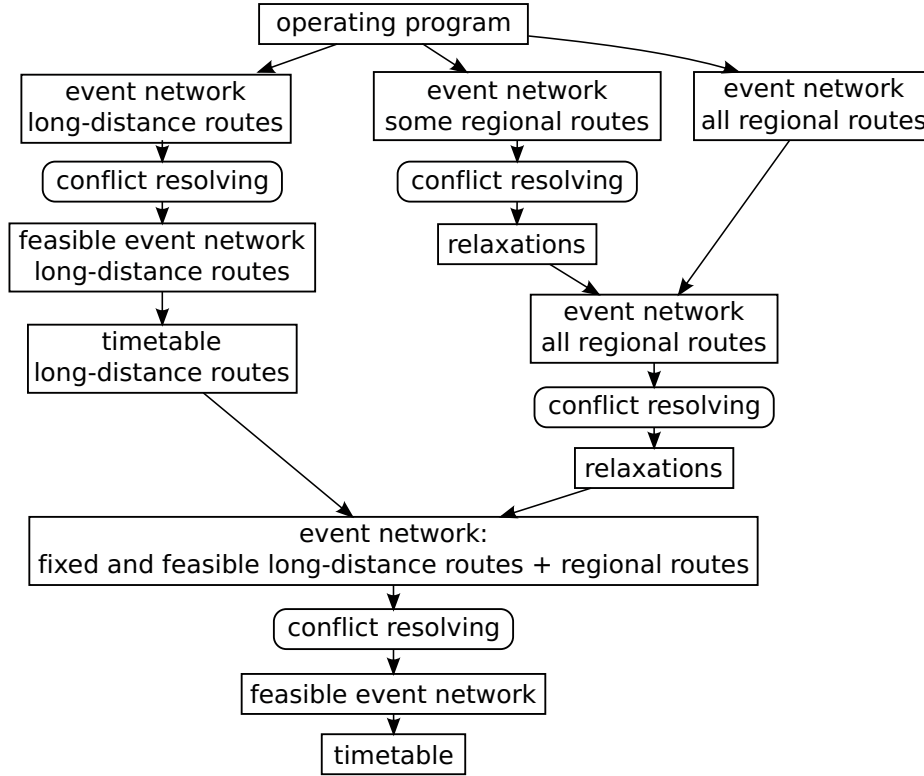 operating program
event network
long-distance routes
event network
some regional routes
event network
all regional routes
conflict resolving
conflict resolving
feasible event network
long-distance routes
relaxations
event network
all regional routes
timetable
long-distance routes
conflict resolving
relaxations
event network:
fixed and feasible long-distance routes + regional routes
conflict resolving
feasible event network
timetable